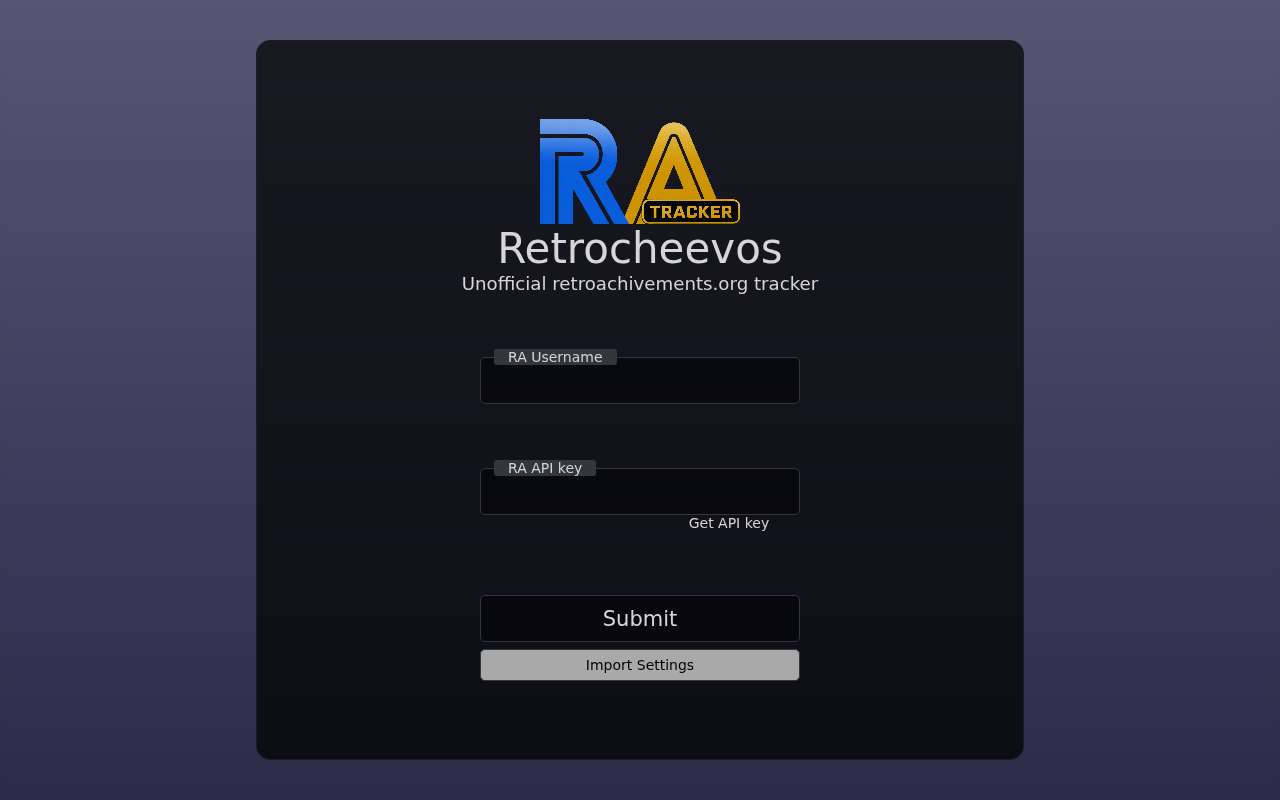 RA
TRACKER
Retrocheevos
Unofficial retroachivements.org tracker
RA Username
RA API key
Get API key
Submit
Import Settings